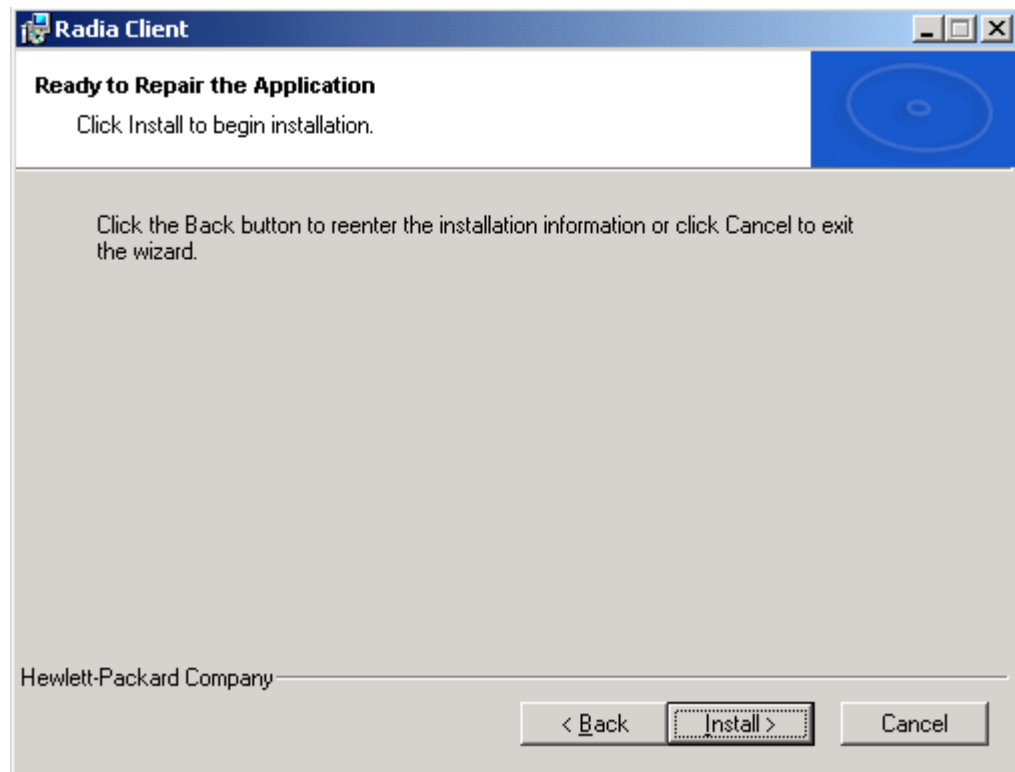 Radia Client
Ready to Repair the Application
Click Install to begin installation.
Click the Back button to reenter the installation information or click Cancel to exit
the wizard.
Hewlett-Packard Company
< Back Install > Cancel